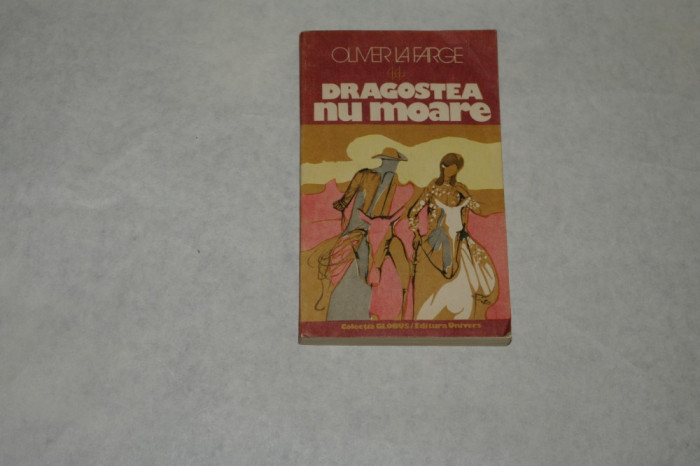 OLIVER LA FARGE
DRAGOSTEA
nu moare
Colecția GLOBUS / Editura Univers